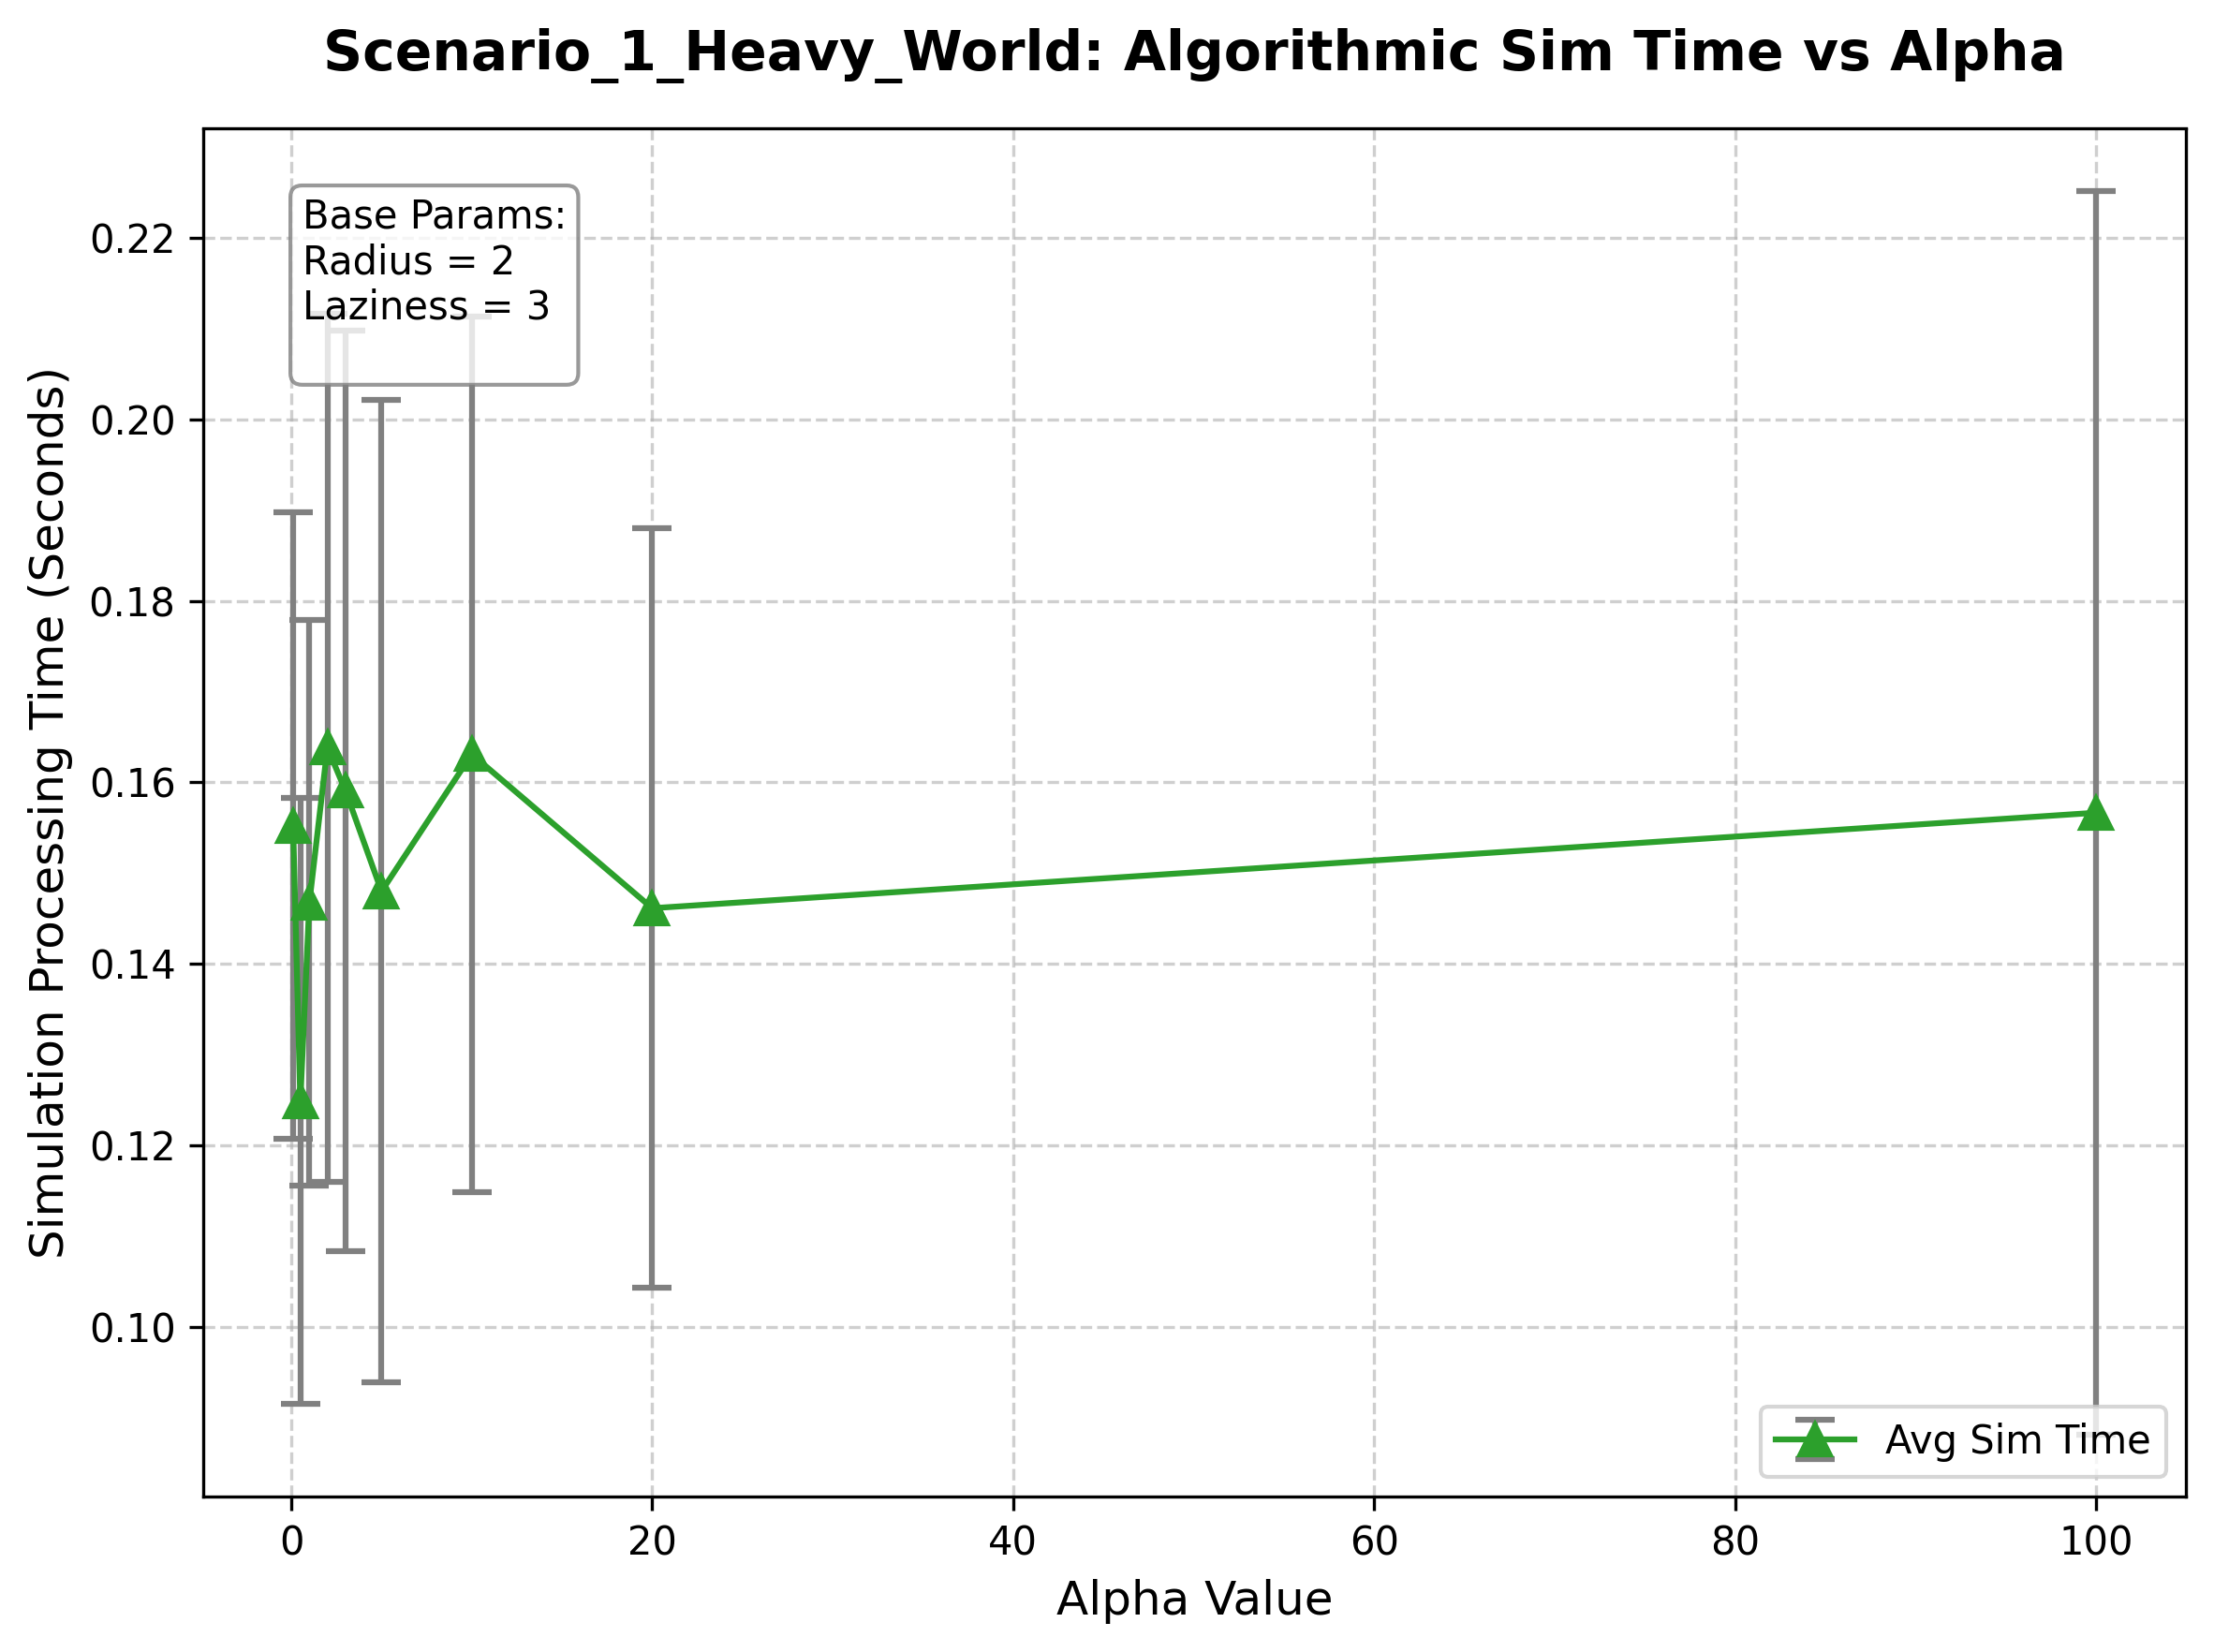 Scenario_1_Heavy_World: Algorithmic Sim Time vs Alpha
Base Params:
Radius = 2
Laziness = 3
Simulation Processing Time (Seconds)
0.22
0.20
0.18
0.16
0.14
0.12
0.10
Avg Sim Time
0 20 40 60 80 100
Alpha Value